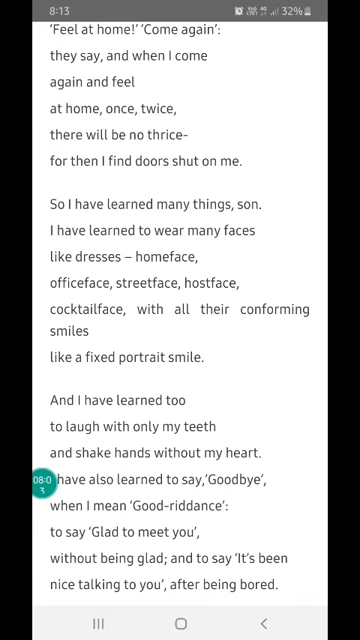 8:13
32%
'Feel at home!' 'Come again':
they say, and when I come
again and feel
at home, once, twice,
there will be no thrice-
for then I find doors shut on me.
So I have learned many things, son.
I have learned to wear many faces
like dresses – homeface,
officeface, streetface, hostface,
cocktailface, with all their conforming
smiles
like a fixed portrait smile.
And I have learned too
to laugh with only my teeth
and shake hands without my heart.
have also learned to say,'Goodbye',
when I mean 'Good-riddance':
to say 'Glad to meet you',
without being glad; and to say 'It's been
nice talking to you', after being bored.